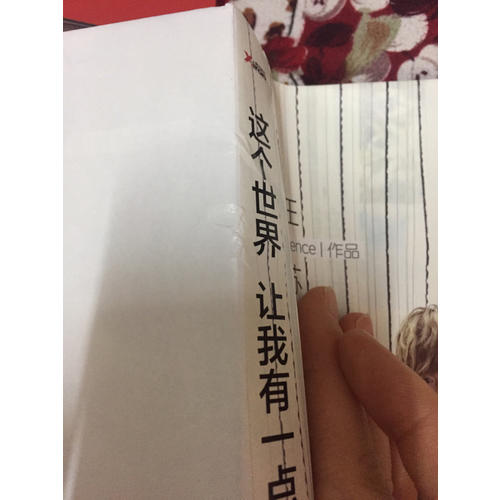 这个世界 让我有一点
王
ence | 作品